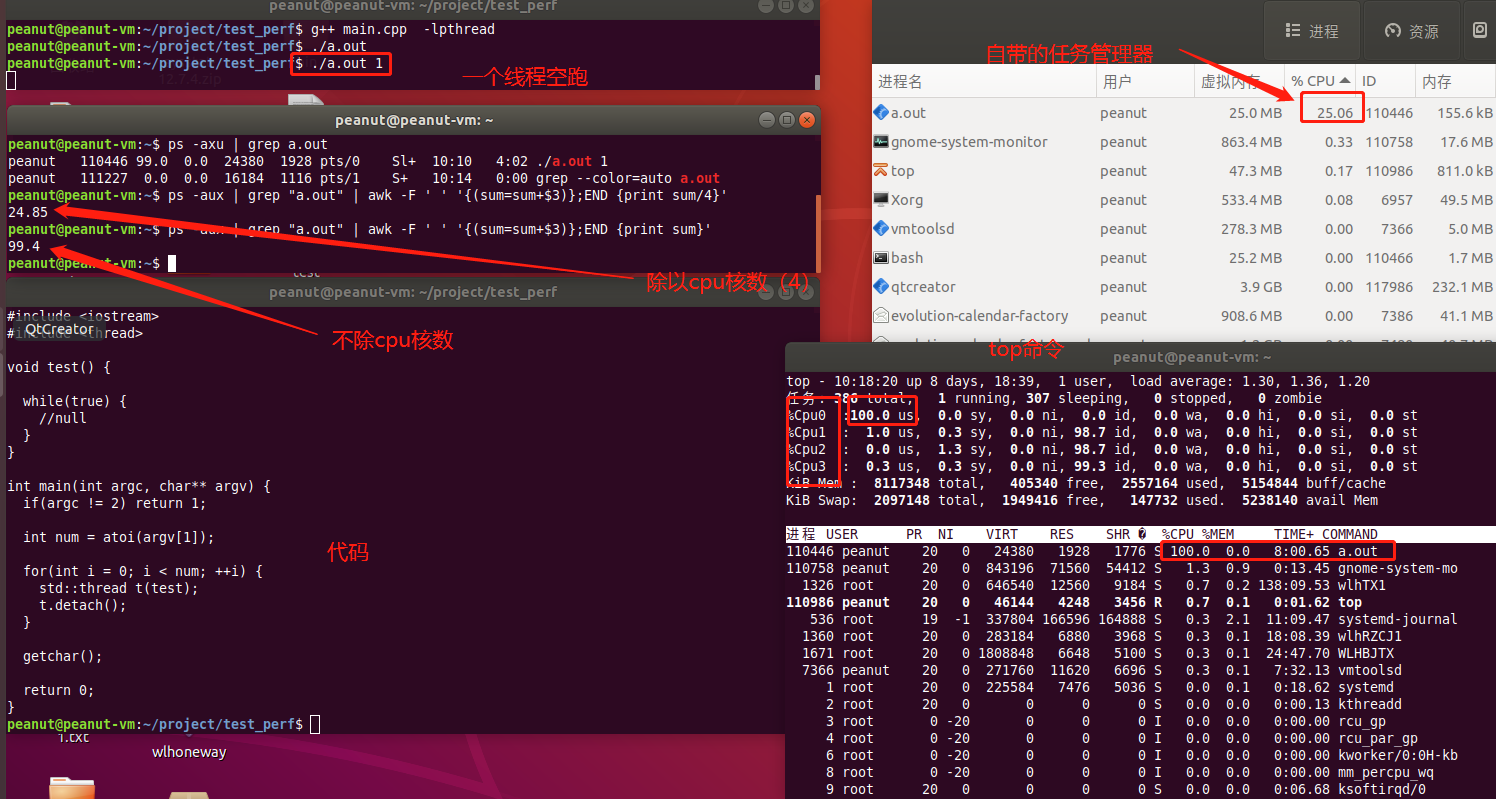 peanut@peanut-vm: ~/project/test_perf
peanut@peanut-vm:~/project/test_perf$ g++ main.cpp  -lpthread
peanut@peanut-vm:~/project/test_perf$ ./a.out
peanut@peanut-vm:~/project/test_perf$ ./a.out 1
一个线程空跑
12.7.4.zip
peanut@peanut-vm: ~
peanut@peanut-vm:~$ ps -axu | grep a.out
peanut   110446 99.0  0.0  24380  1928 pts/0    Sl+  10:10   4:02 ./a.out 1
peanut   111227  0.0  0.0  16184  1116 pts/1    S+   10:14   0:00 grep --color=auto a.out
peanut@peanut-vm:~$ ps -aux | grep "a.out" | awk -F ' ' '{(sum=sum+$3)};END {print sum/4}'
24.85
peanut@peanut-vm:~$ ps -aux | grep "a.out" | awk -F ' ' '{(sum=sum+$3)};END {print sum}'
99.4
peanut@peanut-vm:~$
除以cpu核数（4）
不除cpu核数
peanut@peanut-vm: ~/project/test_perf
#include <iostream>
QtCreator
#include <thread>
void test() {
while(true) {
//null
}
}
int main(int argc, char** argv) {
if(argc != 2) return 1;
int num = atoi(argv[1]);
代码
for(int i = 0; i < num; ++i) {
std::thread t(test);
t.detach();
}
getchar();
return 0;
}
peanut@peanut-vm:~/project/test_perf$
1.txt
wlhoneway
进程 资源
自带的任务管理器
进程名 用户 虚拟内存 % CPU ID 内存
a.out peanut 25.0 MB 25.06 110446 155.6 kB
gnome-system-monitor peanut 863.4 MB 0.33 110758 17.6 MB
top peanut 47.3 MB 0.17 110986 811.0 kB
Xorg peanut 533.4 MB 0.08 6957 49.5 MB
vmtoolsd peanut 278.3 MB 0.00 7366 5.0 MB
bash peanut 25.2 MB 0.00 110466 1.7 MB
qtcreator peanut 3.9 GB 0.00 117986 232.1 MB
evolution-calendar-factory peanut 908.6 MB 0.00 7386 41.1 MB
top命令
peanut@peanut-vm: ~
top - 10:18:20 up 8 days, 18:39,  1 user,  load average: 1.30, 1.36, 1.20
任务: 386 total,   1 running, 307 sleeping,   0 stopped,   0 zombie
%Cpu0  :100.0 us,  0.0 sy,  0.0 ni,  0.0 id,  0.0 wa,  0.0 hi,  0.0 si,  0.0 st
%Cpu1  :  1.0 us,  0.3 sy,  0.0 ni, 98.7 id,  0.0 wa,  0.0 hi,  0.0 si,  0.0 st
%Cpu2  :  0.0 us,  1.3 sy,  0.0 ni, 98.7 id,  0.0 wa,  0.0 hi,  0.0 si,  0.0 st
%Cpu3  :  0.3 us,  0.3 sy,  0.0 ni, 99.3 id,  0.0 wa,  0.0 hi,  0.0 si,  0.0 st
KiB Mem :  8117348 total,   405340 free,  2557164 used,  5154844 buff/cache
KiB Swap:  2097148 total,  1949416 free,   147732 used.  5238140 avail Mem
进程 USER      PR  NI    VIRT    RES    SHR �  %CPU %MEM     TIME+ COMMAND
110446 peanut    20   0   24380   1928   1776 S 100.0  0.0   8:00.65 a.out
110758 peanut    20   0  843196  71560  54412 S   1.3  0.9   0:13.45 gnome-system-mo
1326 root      20   0  646540  12560   9184 S   0.7  0.2 138:09.53 wlhTX1
110986 peanut    20   0   46144   4248   3456 R   0.7  0.1   0:01.62 top
536 root      19  -1  337804 166596 164888 S   0.3  2.1  11:09.47 systemd-journal
1360 root      20   0  283184   6880   3968 S   0.3  0.1  18:08.39 wlhRZCJ1
1671 root      20   0 1808848   6648   5100 S   0.3  0.1  24:47.70 WLHBJTX
7366 peanut    20   0  271760  11620   6696 S   0.3  0.1   7:32.13 vmtoolsd
1 root      20   0  225584   7476   5036 S   0.0  0.1   0:18.62 systemd
2 root      20   0       0      0      0 S   0.0  0.0   0:00.13 kthreadd
3 root       0 -20       0      0      0 I   0.0  0.0   0:00.00 rcu_gp
4 root       0 -20       0      0      0 I   0.0  0.0   0:00.00 rcu_par_gp
6 root       0 -20       0      0      0 I   0.0  0.0   0:00.00 kworker/0:0H-kb
8 root       0 -20       0      0      0 I   0.0  0.0   0:00.00 mm_percpu_wq
9 root      20   0       0      0      0 S   0.0  0.0   0:06.68 ksoftirqd/0